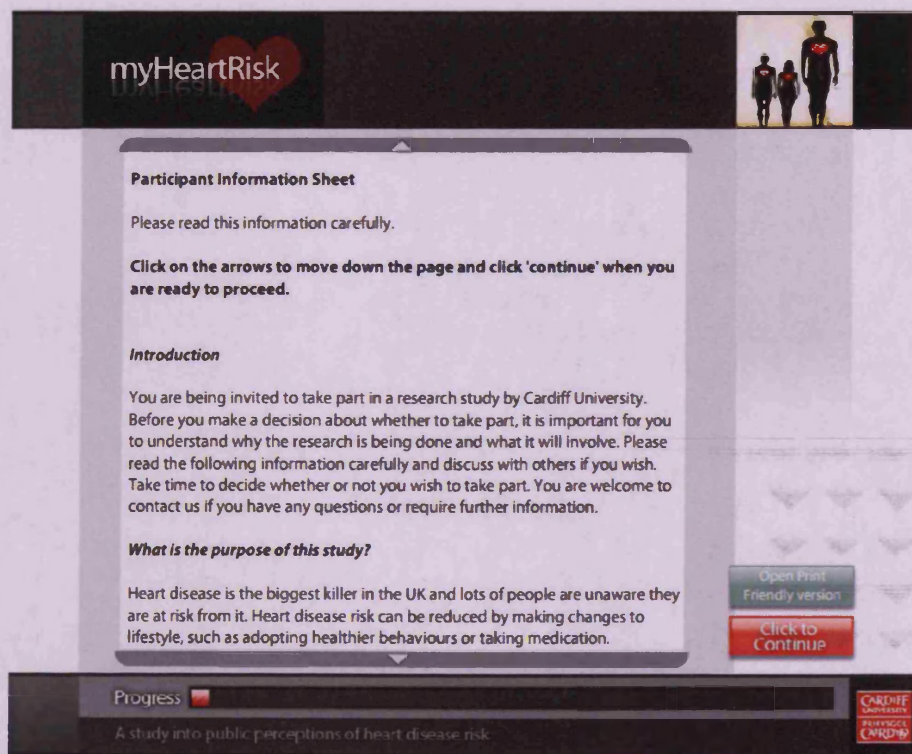 myHeartRisk
Participant Information Sheet
Please read this information carefully.
Click on the arrows to move down the page and click 'continue' when you
are ready to proceed.
Introduction
You are being invited to take part in a research study by Cardiff University.
Before you make a decision about whether to take part, it is important for you
to understand why the research is being done and what it will involve. Please
read the following information carefully and discuss with others if you wish.
Take time to decide whether or not you wish to take part. You are welcome to
contact us if you have any questions or require further information.
What is the purpose of this study?
Heart disease is the biggest killer in the UK and lots of people are unaware they
are at risk from it. Heart disease risk can be reduced by making changes to
lifestyle, such as adopting healthier behaviours or taking medication.
Open Print
Friendly version
Click to
Continue
Progress
A study into public perceptions of heart disease risk
CARDIFF
UNIVERSITY
PRIFYSGOL
CAERDYDD